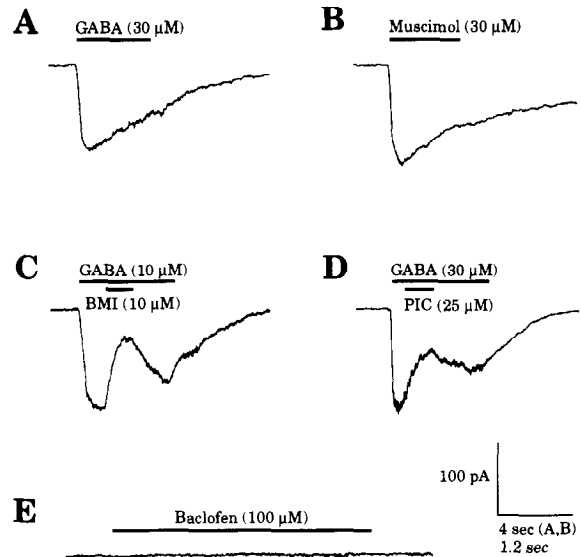 A
GABA (30 μM)
B
Muscimol (30 μM)
C
GABA (10 μM)
BMI (10 μM)
D
GABA (30 μM)
PIC (25 μM)
100 pA
4 sec (A,B)
1.2 sec
E
Baclofen (100 μM)